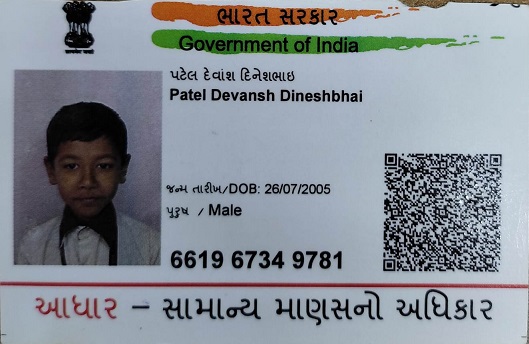 ભારત સરકાર
Government of India
પટેલ દેવાંશ દિનેશભાઇ
Patel Devansh Dineshbhai
જન્મ તારીખ/DOB: 26/07/2005
પુરુષ / Male
6619 6734 9781
આધાર – સામાન્ય માણસનો અધિકાર